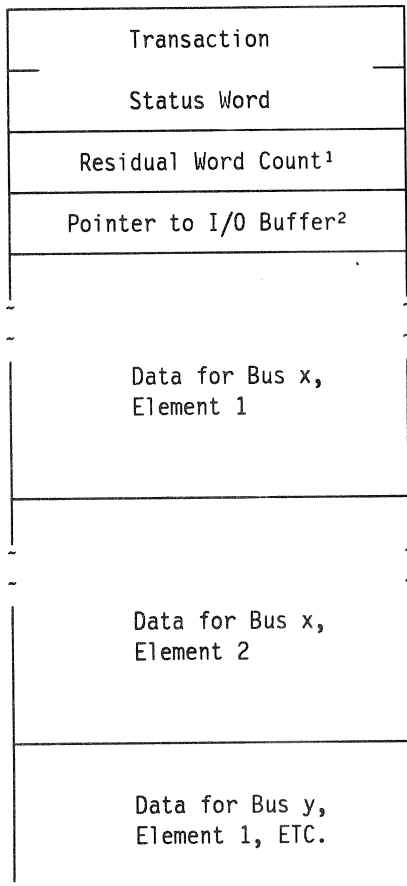 Transaction
Status Word
Residual Word Count¹
Pointer to I/O Buffer²
Data for Bus x,
Element 1
Data for Bus x,
Element 2
Data for Bus y,
Element 1, ETC.